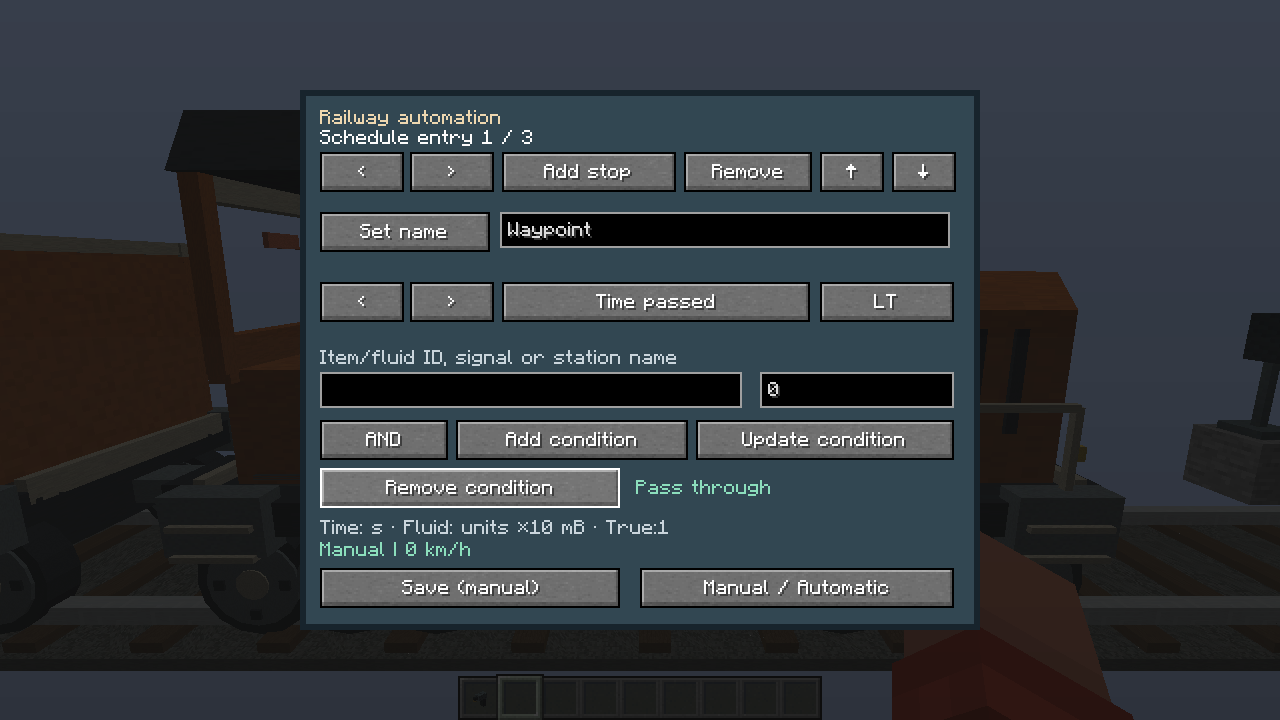 Railway automation
Schedule entry 1 / 3
< > Add stop Remove ↑ ↓
Set name Waypoint
< > Time passed LT
Item/fluid ID, signal or station name
0
AND Add condition Update condition
Remove condition Pass through
Time: s · Fluid: units ×10 mB · True:1
Manual | 0 km/h
Save (manual) Manual / Automatic